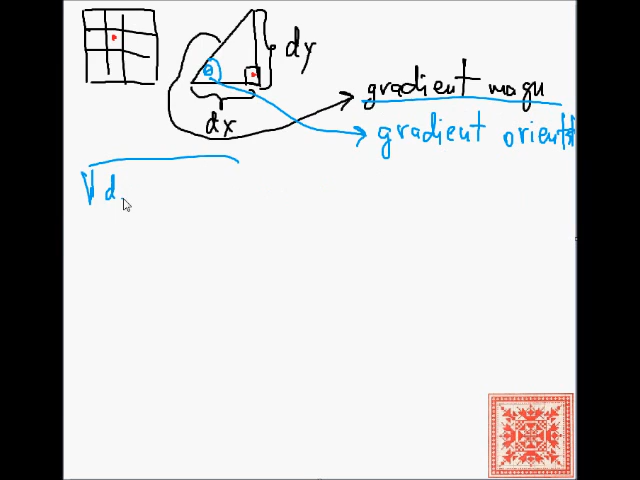 dy
gradient magn
dx
gradient orient
√d